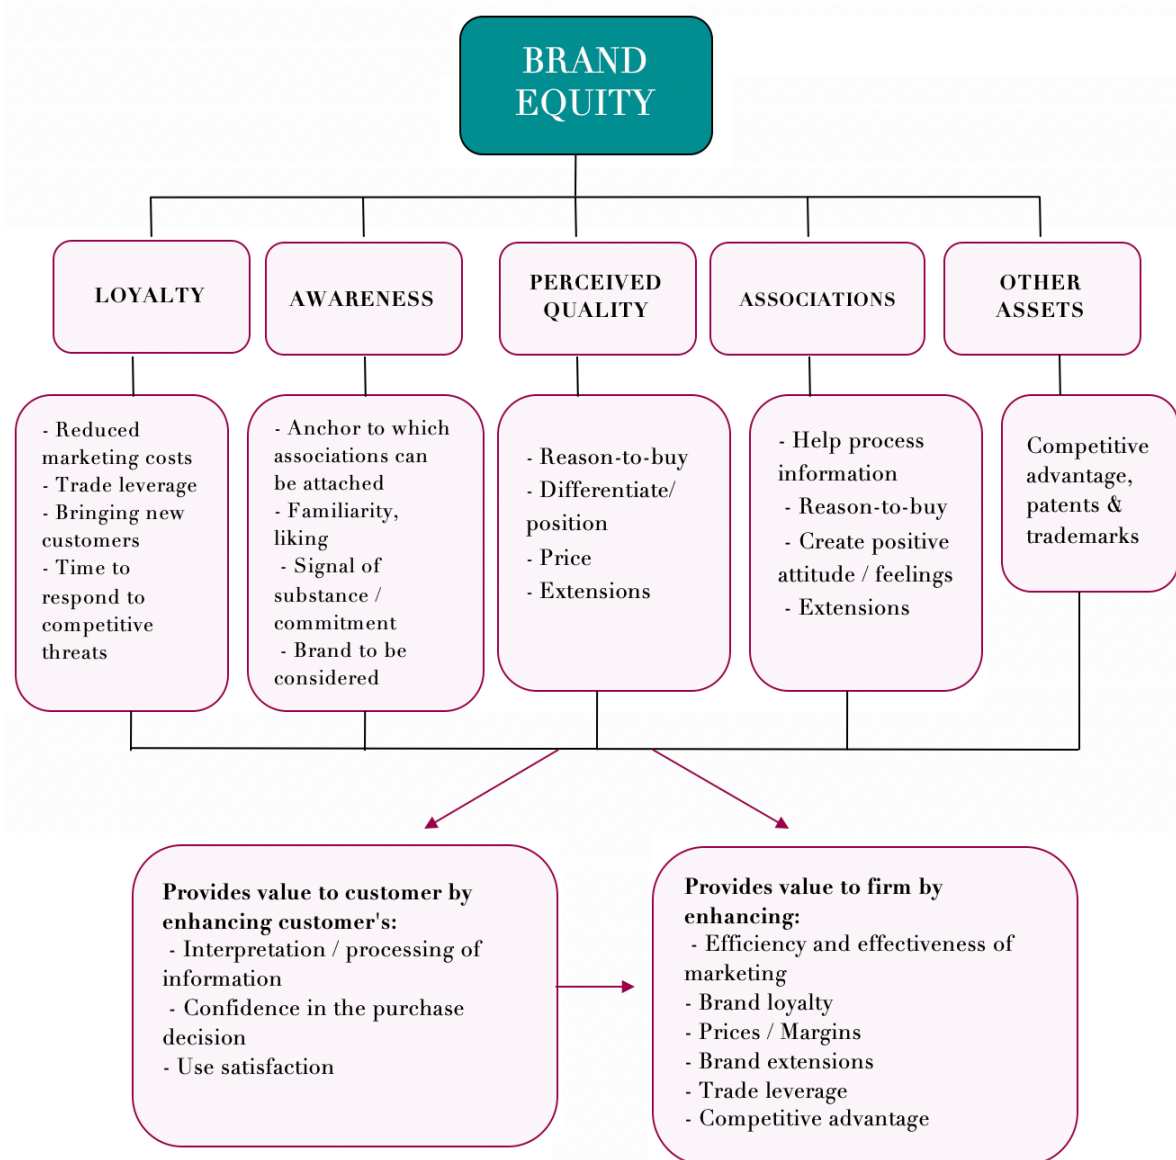 BRAND
EQUITY
LOYALTY
AWARENESS
PERCEIVED
QUALITY
ASSOCIATIONS
OTHER
ASSETS
- Reduced
marketing costs
- Trade leverage
- Bringing new
customers
- Time to
respond to
competitive
threats
- Anchor to which
associations can
be attached
- Familiarity,
liking
- Signal of
substance /
commitment
- Brand to be
considered
- Reason-to-buy
- Differentiate/
position
- Price
- Extensions
- Help process
information
- Reason-to-buy
- Create positive
attitude / feelings
- Extensions
Competitive
advantage,
patents &
trademarks
Provides value to customer by
enhancing customer's:
- Interpretation / processing of
information
- Confidence in the purchase
decision
- Use satisfaction
Provides value to firm by
enhancing:
- Efficiency and effectiveness of
marketing
- Brand loyalty
- Prices / Margins
- Brand extensions
- Trade leverage
- Competitive advantage